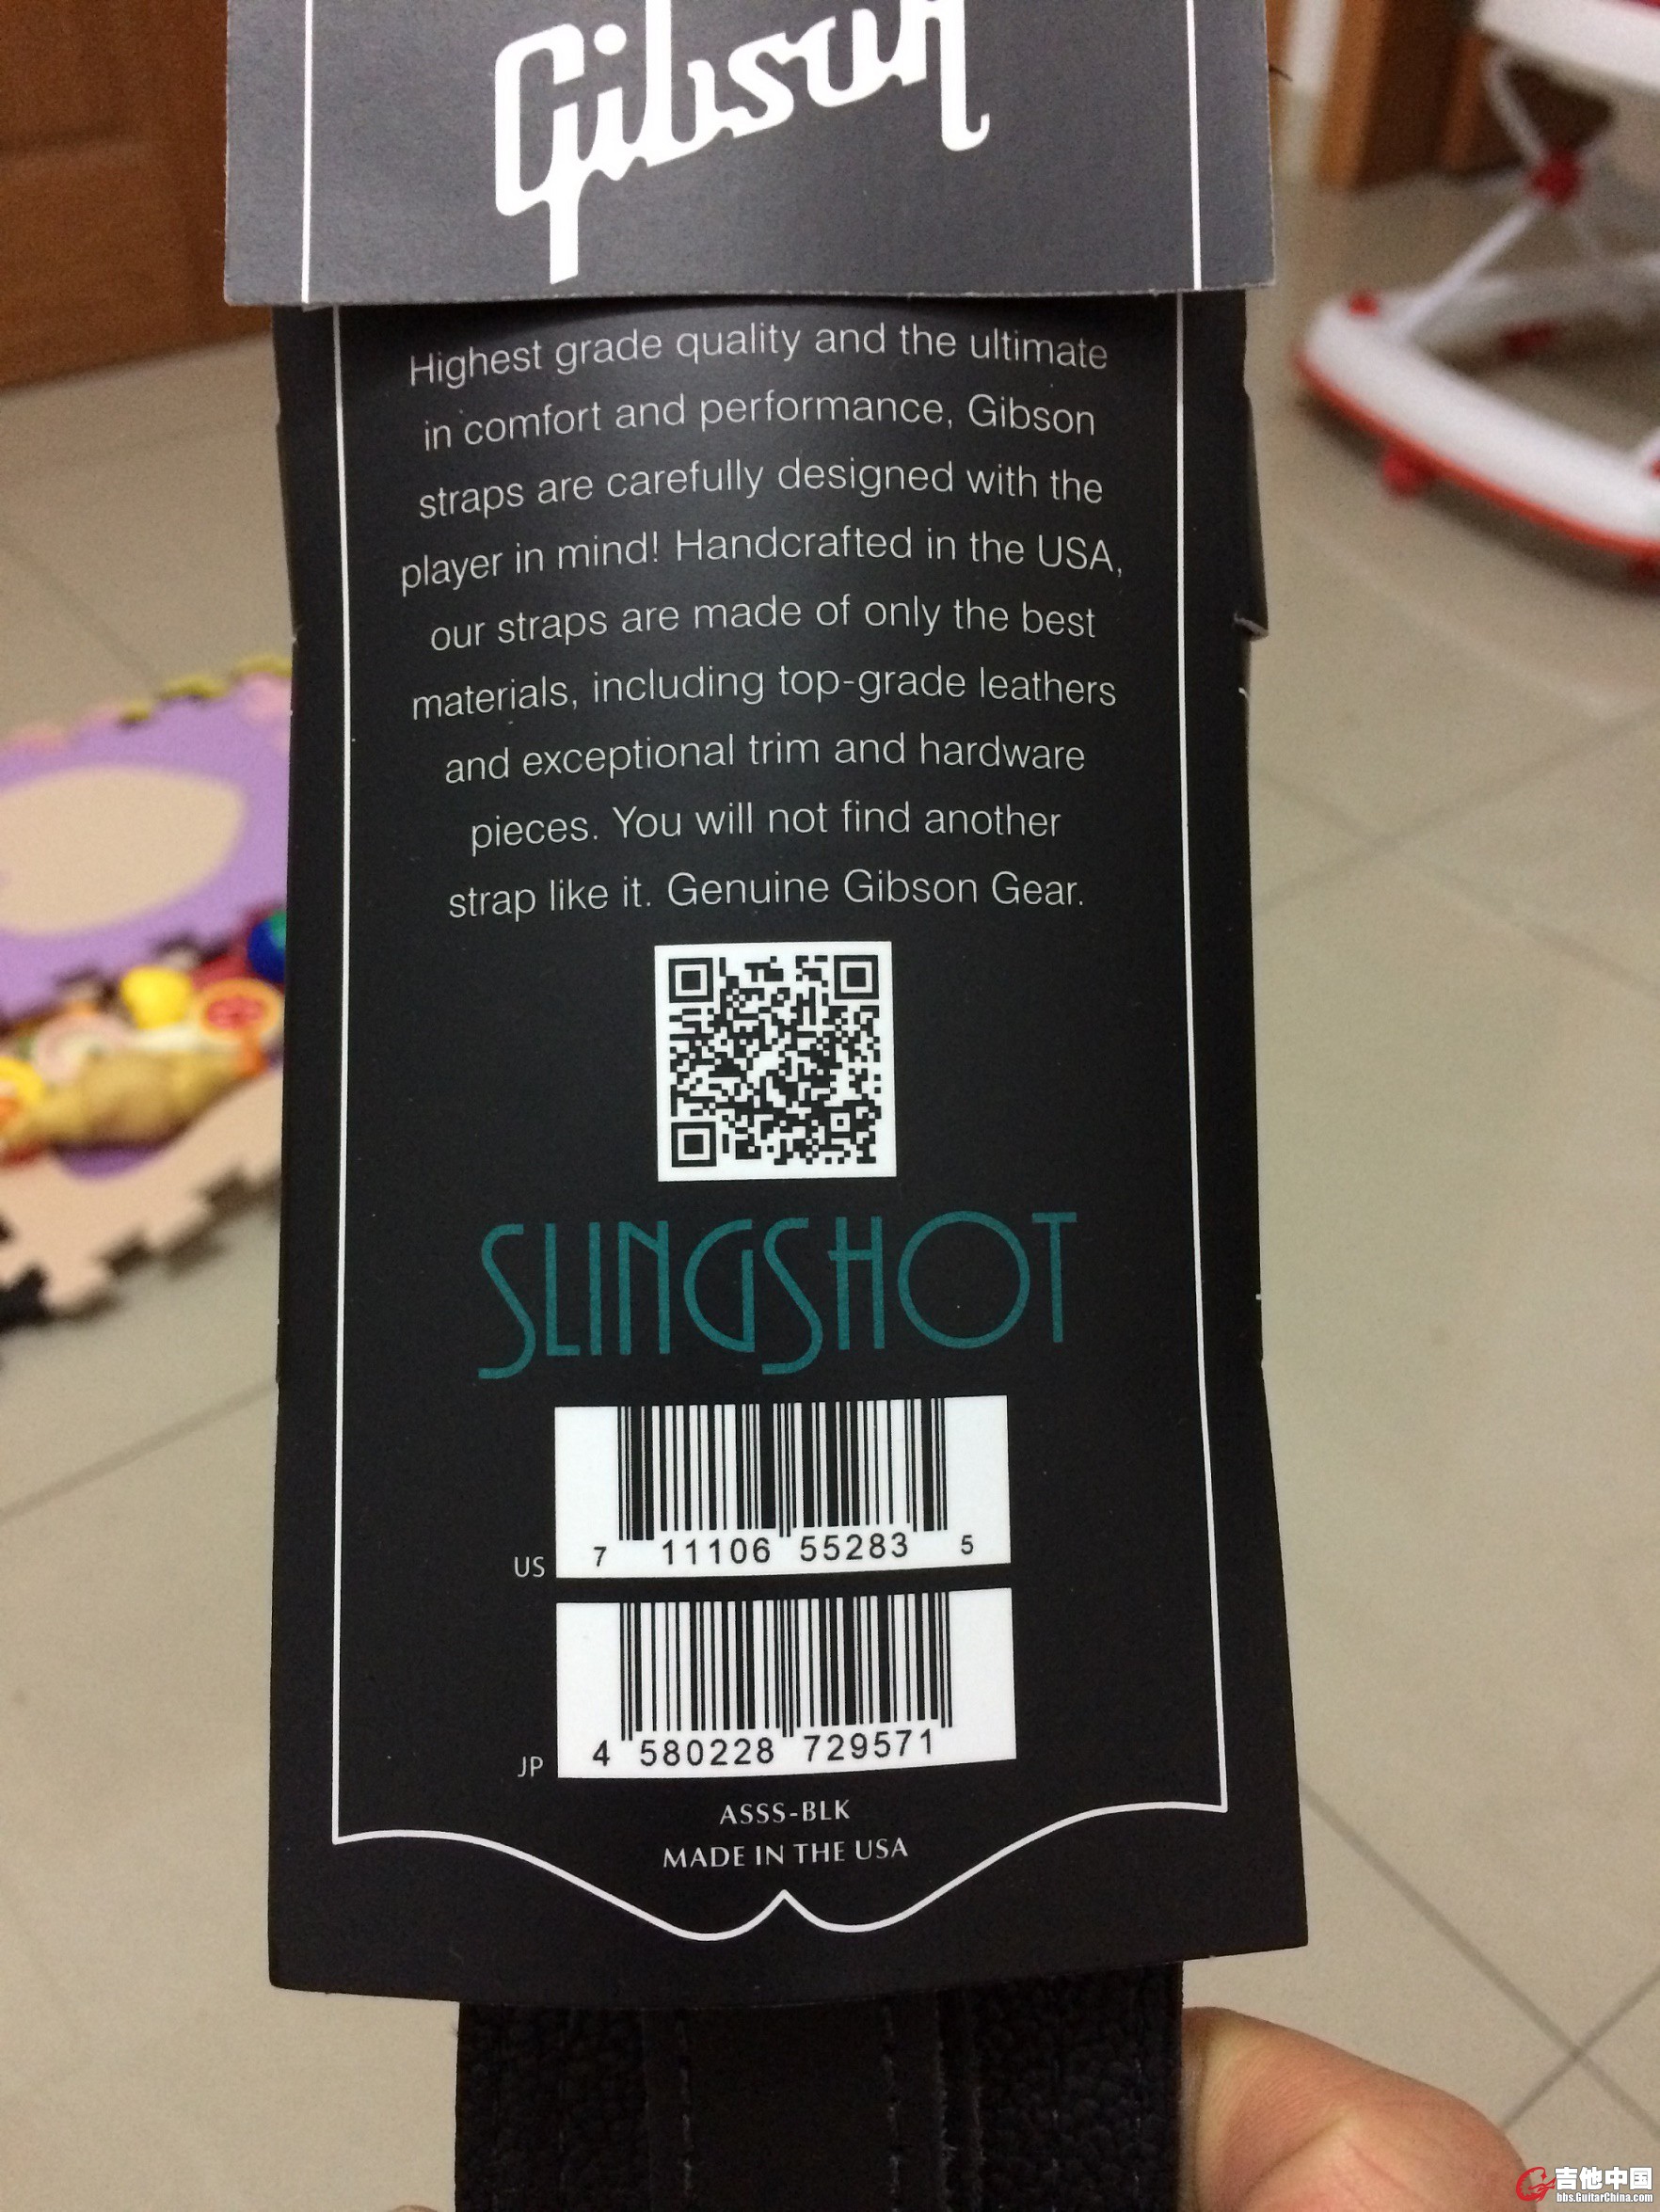 Gibson
Highest grade quality and the ultimate
in comfort and performance, Gibson
straps are carefully designed with the
player in mind! Handcrafted in the USA,
our straps are made of only the best
materials, including top-grade leathers
and exceptional trim and hardware
pieces. You will not find another
strap like it. Genuine Gibson Gear.
SLINGSHOT
US 7 11106 55283 5
JP 4 580228 729571
ASSS-BLK
MADE IN THE USA
吉他中国
bbs.GuitarChina.com